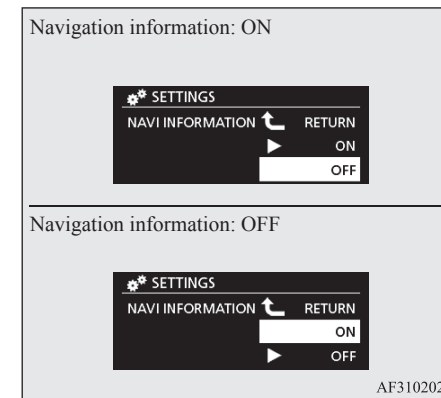 Navigation information: ON
SETTINGS
NAVI INFORMATION RETURN
ON
OFF
Navigation information: OFF
SETTINGS
NAVI INFORMATION RETURN
ON
OFF
AF310202